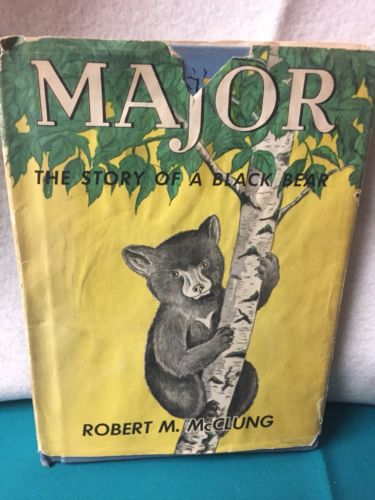 MAJOR
THE STORY OF A BLACK BEAR
ROBERT M. McCLUNG